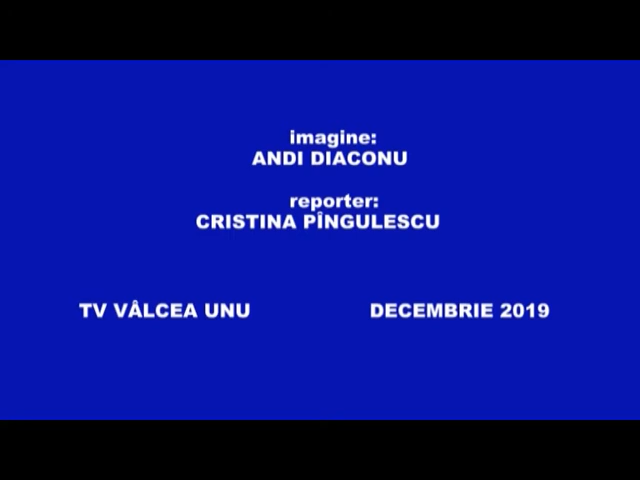 imagine:
ANDI DIACONU
reporter:
CRISTINA PÎNGULESCU
TV VÂLCEA UNU
DECEMBRIE 2019